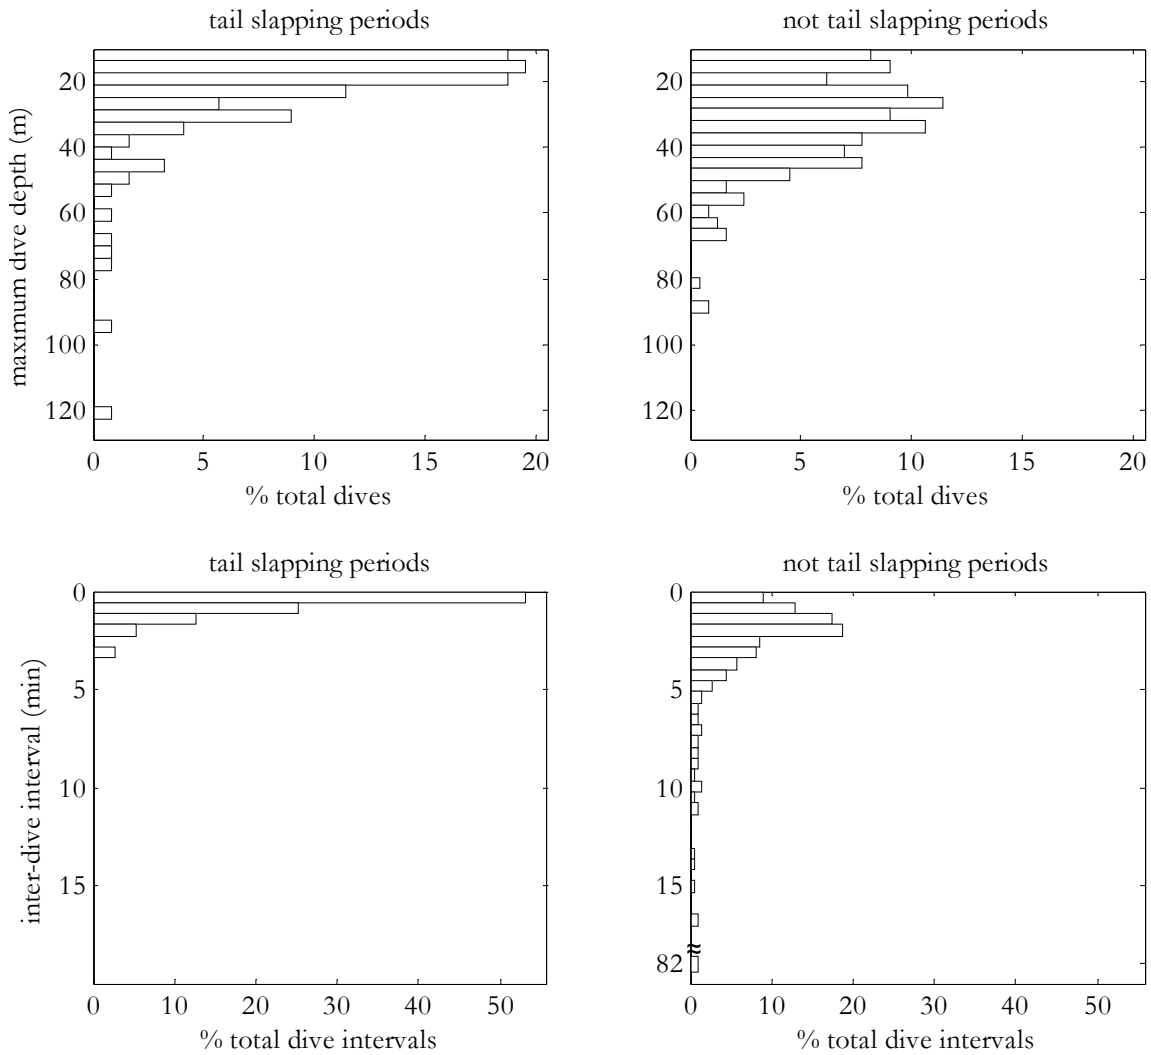 tail slapping periods
not tail slapping periods
maximum dive depth (m)
20
40
60
80
100
120
0 5 10 15 20
% total dives
20
40
60
80
100
120
0 5 10 15 20
% total dives
tail slapping periods
not tail slapping periods
inter-dive interval (min)
0
5
10
15
0 10 20 30 40 50
% total dive intervals
0
5
10
15
≈
82
0 10 20 30 40 50
% total dive intervals